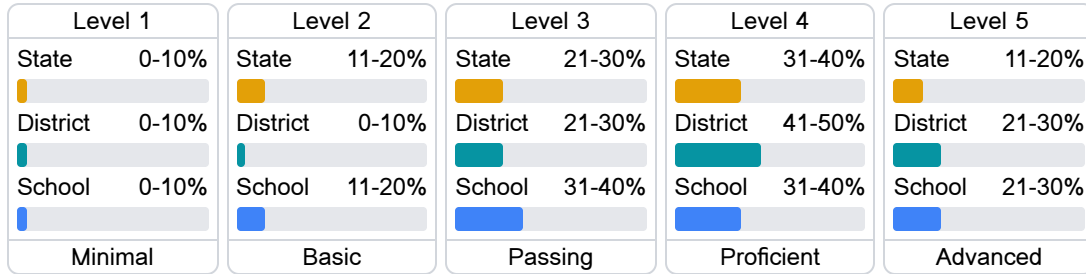 Level 1
State 0-10%
District 0-10%
School 0-10%
Minimal
Level 2
State 11-20%
District 0-10%
School 11-20%
Basic
Level 3
State 21-30%
District 21-30%
School 31-40%
Passing
Level 4
State 31-40%
District 41-50%
School 31-40%
Proficient
Level 5
State 11-20%
District 21-30%
School 21-30%
Advanced